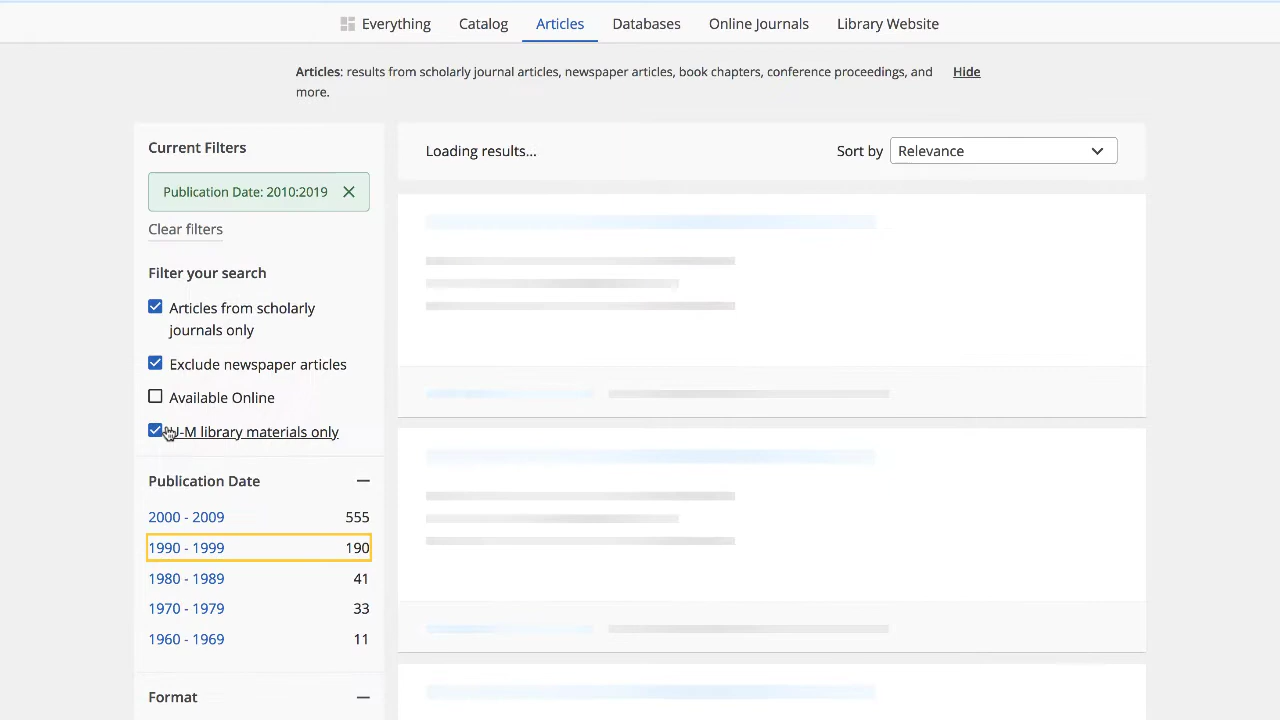 Everything Catalog Articles Databases Online Journals Library Website
Articles: results from scholarly journal articles, newspaper articles, book chapters, conference proceedings, and Hide
more.
Current Filters
Loading results...
Sort by Relevance
Publication Date: 2010:2019
Clear filters
Filter your search
Articles from scholarly
journals only
Exclude newspaper articles
Available Online
U-M library materials only
Publication Date
2000 - 2009 555
1990 - 1999 190
1980 - 1989 41
1970 - 1979 33
1960 - 1969 11
Format